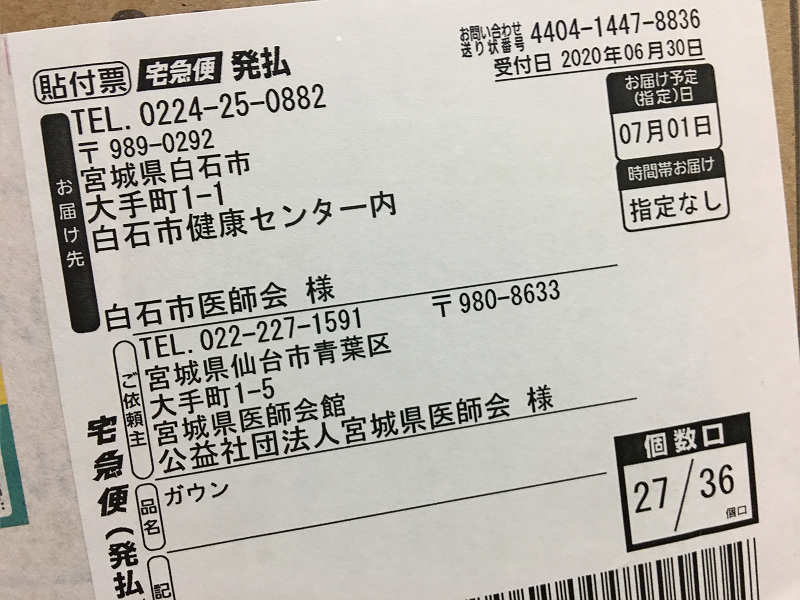 貼付票 宅急便 発払
お問い合わせ
送り状番号 4404-1447-8836
受付日 2020年06月30日
お届け予定
(指定)日
07月01日
時間帯お届け
指定なし
お届け先
TEL. 0224-25-0882
〒 989-0292
宮城県白石市
大手町1-1
白石市健康センター内
白石市医師会 様
ご依頼主
TEL. 022-227-1591 〒980-8633
宮城県仙台市青葉区
大手町1-5
宮城県医師会館
公益社団法人宮城県医師会 様
品名
ガウン
個数口
27/36
個口
宅急便(発払
記